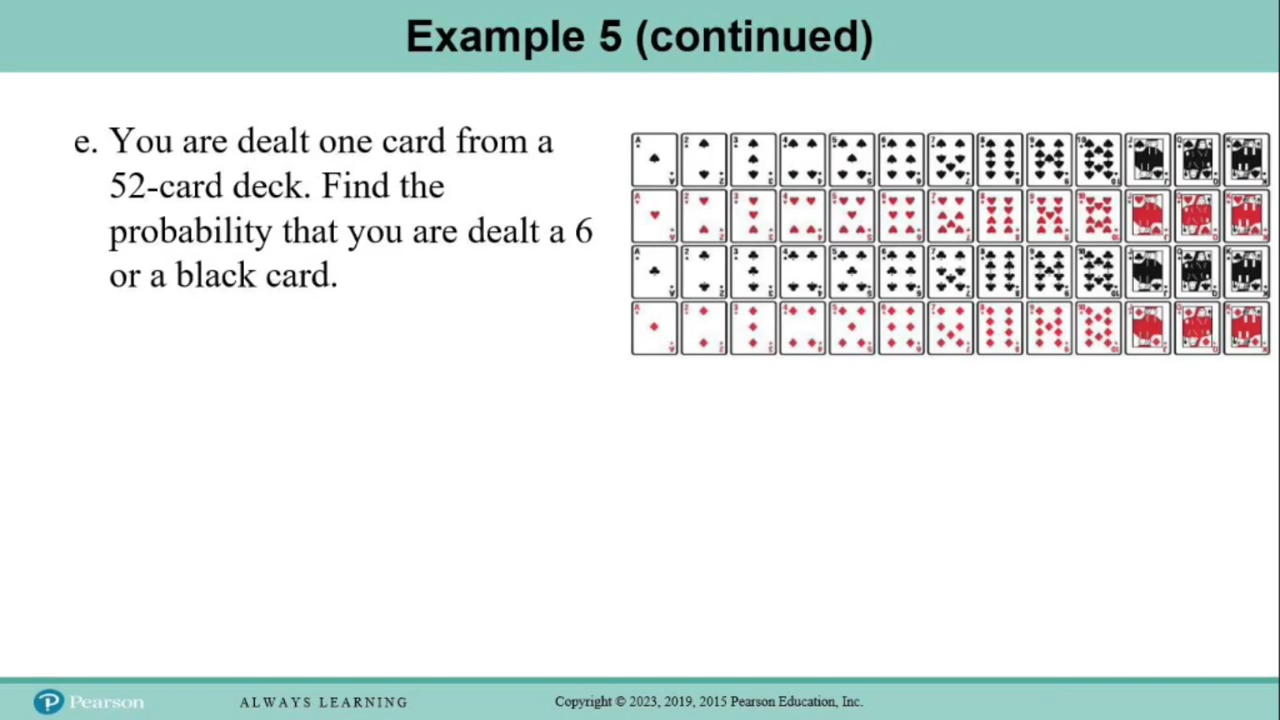 Example 5 (continued)
e. You are dealt one card from a
52-card deck. Find the
probability that you are dealt a 6
or a black card.
Pearson
ALWAYS LEARNING
Copyright © 2023, 2019, 2015 Pearson Education, Inc.